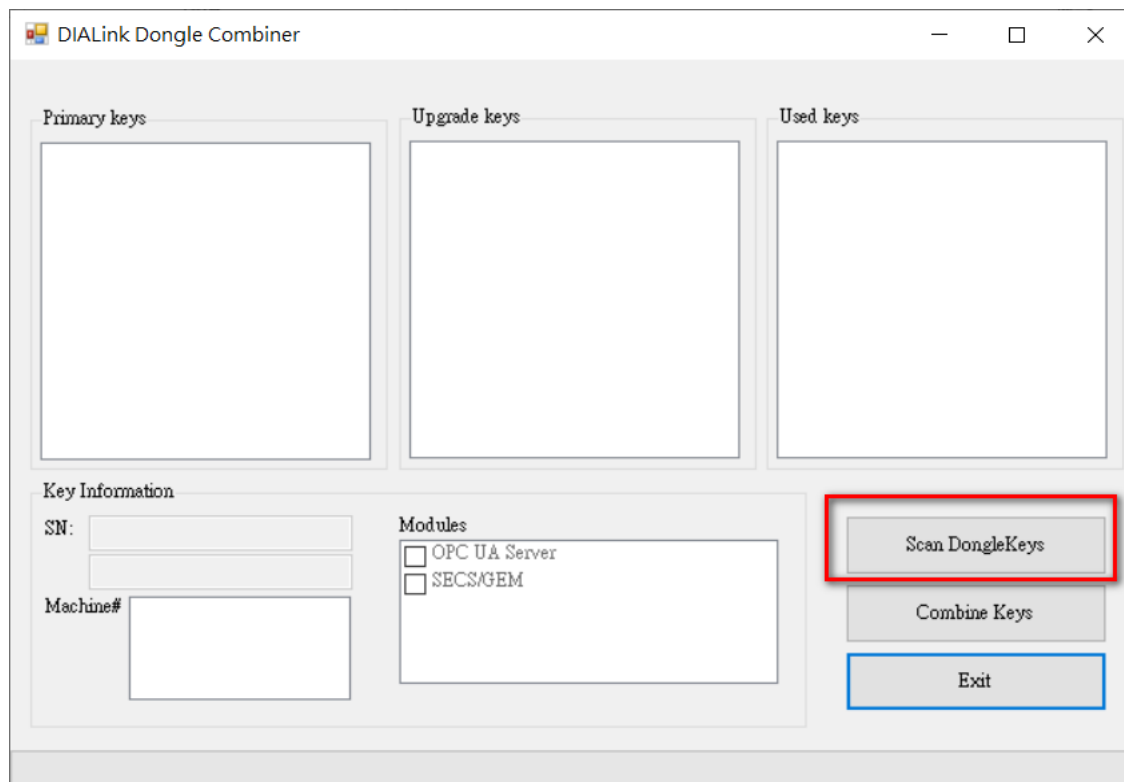 DIALink Dongle Combiner
Primary keys
Upgrade keys
Used keys
Key Information
SN:
Machine#
Modules
OPC UA Server
SECS/GEM
Scan DongleKeys
Combine Keys
Exit